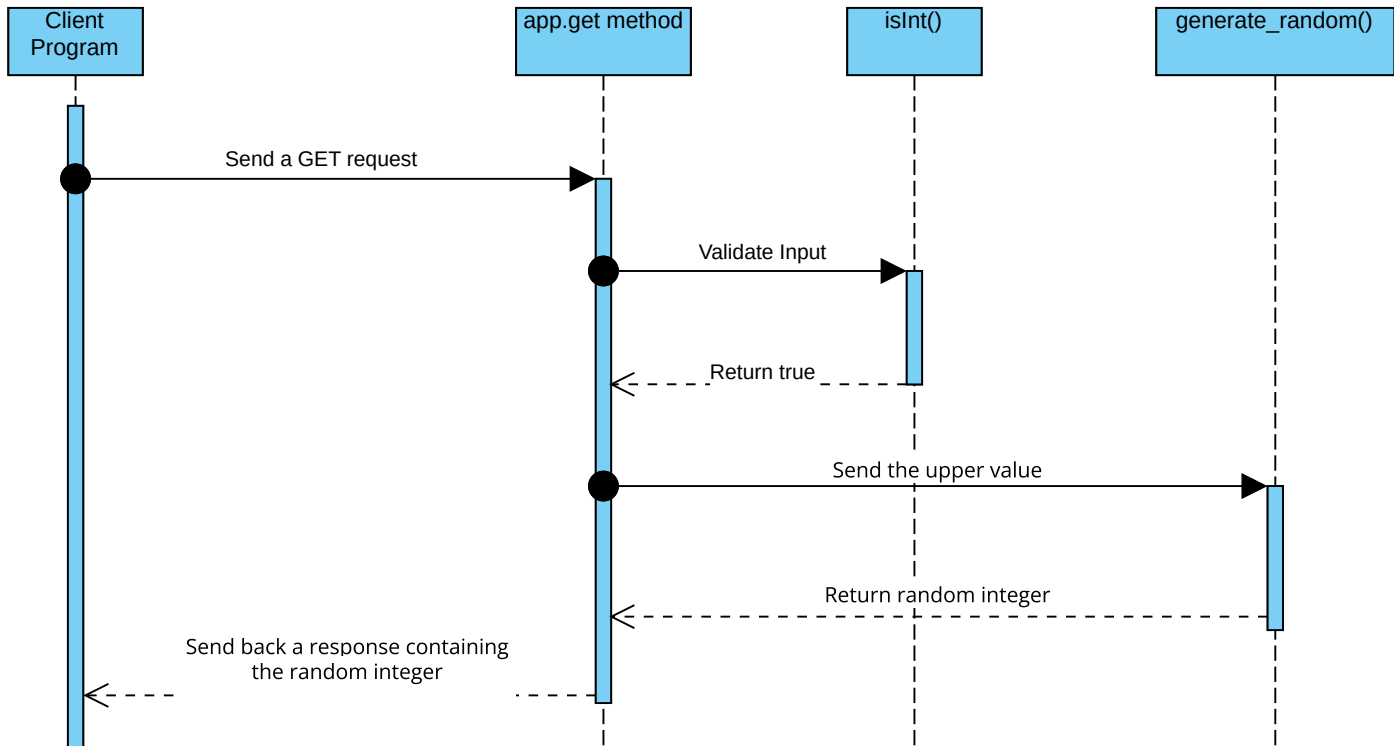 Client
Program
app.get method
isInt()
generate_random()
Send a GET request
Validate Input
Return true
Send the upper value
Return random integer
Send back a response containing
the random integer